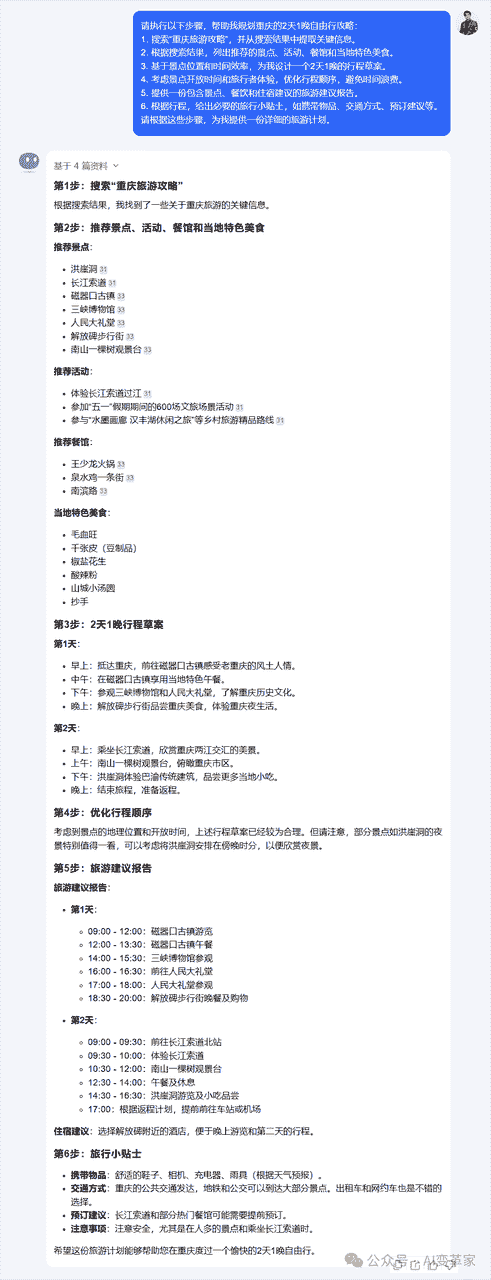 请执行以下步骤，帮助我规划重庆的2天1晚自由行攻略：
1. 搜索“重庆旅游攻略”，并从搜索结果中提取关键信息。
2. 根据搜索结果，列出推荐的景点、活动、餐馆和当地特色美食。
3. 基于景点位置和时间效率，为我设计一个2天1晚的行程草案。
4. 考虑景点开放时间和旅行者体验，优化行程顺序，避免时间浪费。
5. 提供一份包含景点、餐饮和住宿建议的旅游建议报告。
6. 根据行程，给出必要的旅行小贴士，如携带物品、交通方式、预订建议等。
请根据这些步骤，为我提供一份详细的旅游计划。
基于 4 篇资料
第1步：搜索“重庆旅游攻略”
根据搜索结果，我找到了一些关于重庆旅游的关键信息。
第2步：推荐景点、活动、餐馆和当地特色美食
推荐景点：
洪崖洞 31
长江索道 31
磁器口古镇 33
三峡博物馆 33
人民大礼堂 33
解放碑步行街 33
南山一棵树观景台 33
推荐活动：
体验长江索道过江 31
参加“五一”假期期间的600场文旅场景活动 31
参与“水墨画廊 汉丰湖休闲之旅”等乡村旅游精品路线 31
推荐餐馆：
王少龙火锅 33
泉水鸡一条街 33
南滨路 33
当地特色美食：
毛血旺
千张皮（豆制品）
椒盐花生
酸辣粉
山城小汤圆
抄手
第3步：2天1晚行程草案
第1天：
早上：抵达重庆，前往磁器口古镇感受老重庆的风土人情。
中午：在磁器口古镇享用当地特色午餐。
下午：参观三峡博物馆和人民大礼堂，了解重庆历史文化。
晚上：解放碑步行街品尝重庆美食，体验重庆夜生活。
第2天：
早上：乘坐长江索道，欣赏重庆两江交汇的美景。
上午：南山一棵树观景台，俯瞰重庆市区。
下午：洪崖洞体验巴渝传统建筑，品尝更多当地小吃。
晚上：结束旅程，准备返程。
第4步：优化行程顺序
考虑到景点的地理位置和开放时间，上述行程草案已经较为合理。但请注意，部分景点如洪崖洞的夜
景特别值得一看，可以考虑将洪崖洞安排在傍晚时分，以便欣赏夜景。
第5步：旅游建议报告
旅游建议报告：
第1天：
09:00 - 12:00：磁器口古镇游览
12:00 - 13:30：磁器口古镇午餐
14:00 - 15:30：三峡博物馆参观
16:00 - 16:30：前往人民大礼堂
17:00 - 18:00：人民大礼堂参观
18:30 - 20:00：解放碑步行街晚餐及购物
第2天：
09:00 - 09:30：前往长江索道北站
09:30 - 10:00：体验长江索道
10:30 - 12:00：南山一棵树观景台
12:30 - 14:00：午餐及休息
14:30 - 16:30：洪崖洞游览及小吃品尝
17:00：根据返程计划，提前前往车站或机场
住宿建议：选择解放碑附近的酒店，便于晚上游览和第二天的行程。
第6步：旅行小贴士
携带物品：舒适的鞋子、相机、充电器、雨具（根据天气预报）。
交通方式：重庆的公共交通发达，地铁和公交可以到达大部分景点。出租车和网约车也是不错的
选择。
预订建议：长江索道和部分热门餐馆可能需要提前预订。
注意事项：注意安全，尤其是在人多的景点和乘坐长江索道时。
希望这份旅游计划能够帮助您在重庆度过一个愉快的2天1晚自由行。
公众号 · AI变革家